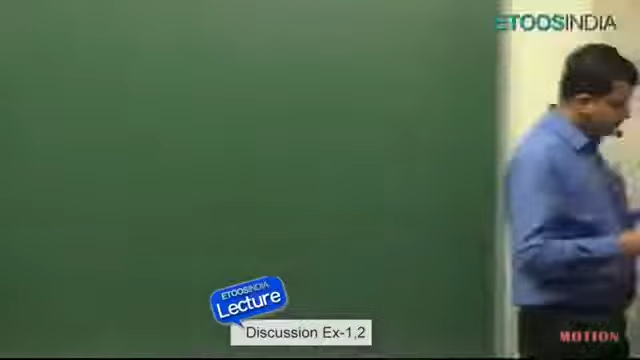 ETOOSINDIA
ETOOSINDIA
Lecture
Discussion Ex-1,2
MOTION